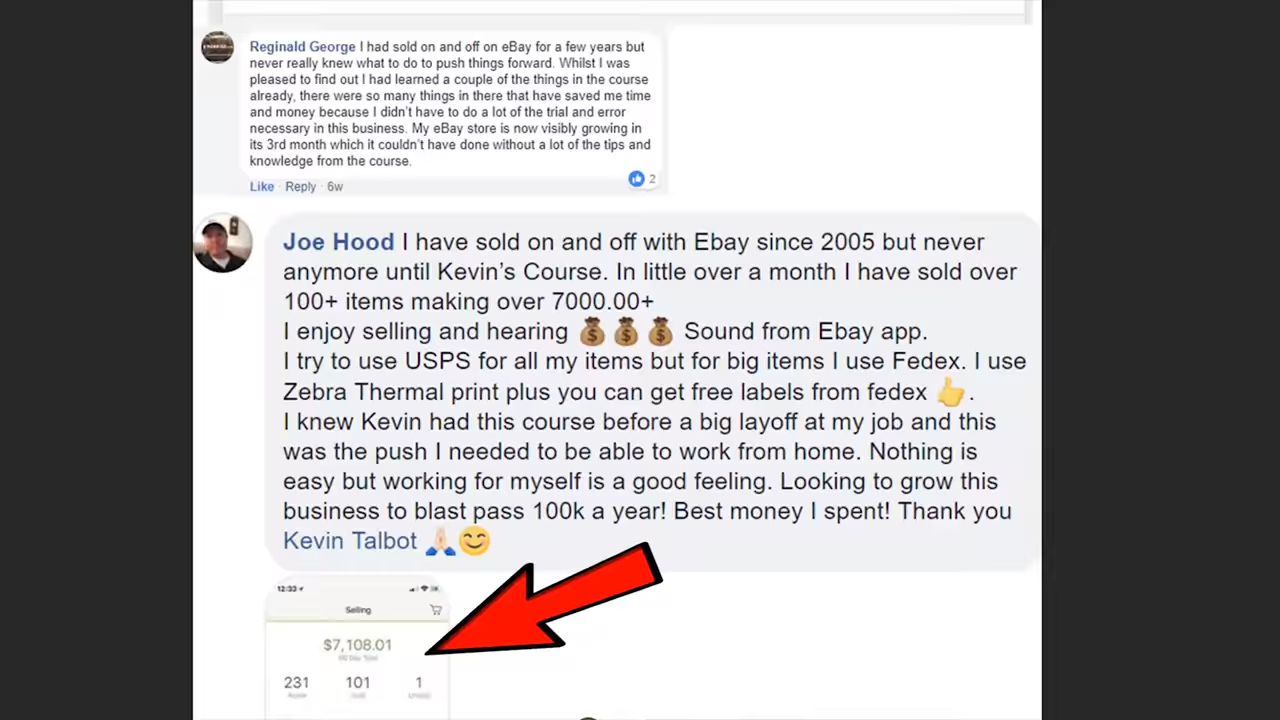 Reginald George I had sold on and off on eBay for a few years but
never really knew what to do to push things forward. Whilst I was
pleased to find out I had learned a couple of the things in the course
already, there were so many things in there that have saved me time
and money because I didn't have to do a lot of the trial and error
necessary in this business. My eBay store is now visibly growing in
its 3rd month which it couldn't have done without a lot of the tips and
knowledge from the course.
Like · Reply · 6w
2
Joe Hood I have sold on and off with Ebay since 2005 but never
anymore until Kevin's Course. In little over a month I have sold over
100+ items making over 7000.00+
I enjoy selling and hearing 💰💰💰 Sound from Ebay app.
I try to use USPS for all my items but for big items I use Fedex. I use
Zebra Thermal print plus you can get free labels from fedex 👍.
I knew Kevin had this course before a big layoff at my job and this
was the push I needed to be able to work from home. Nothing is
easy but working for myself is a good feeling. Looking to grow this
business to blast pass 100k a year! Best money I spent! Thank you
Kevin Talbot 🙏😊
12:33
Selling
$7,108.01
231 101 1